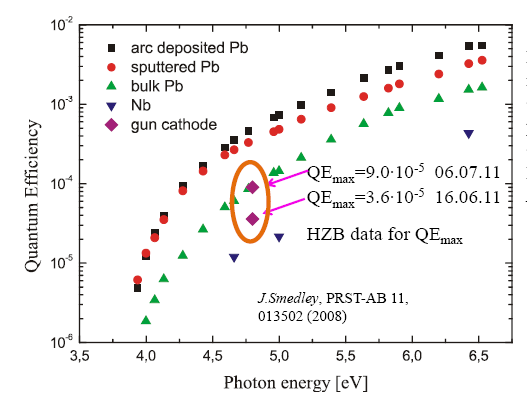 10⁻²
10⁻³
10⁻⁴
10⁻⁵
10⁻⁶
Quantum Efficiency
arc deposited Pb
sputtered Pb
bulk Pb
Nb
gun cathode
QEmax=9.0·10⁻⁵ 06.07.11
QEmax=3.6·10⁻⁵ 16.06.11
HZB data for QEmax
J.Smedley, PRST-AB 11,
013502 (2008)
3,5 4,0 4,5 5,0 5,5 6,0 6,5
Photon energy [eV]